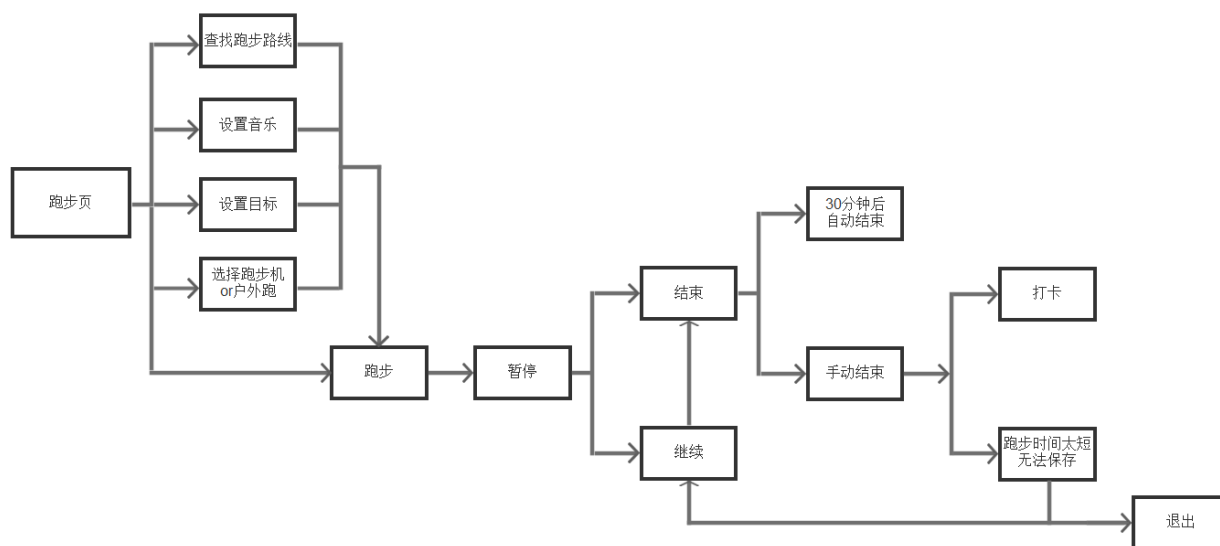 查找跑步路线
设置音乐
跑步页
设置目标
选择跑步机
or户外跑
跑步
暂停
结束
继续
30分钟后
自动结束
手动结束
打卡
跑步时间太短
无法保存
退出